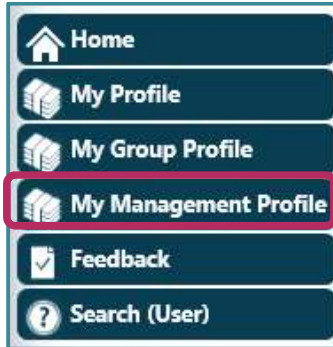 Home
My Profile
My Group Profile
My Management Profile
Feedback
Search (User)